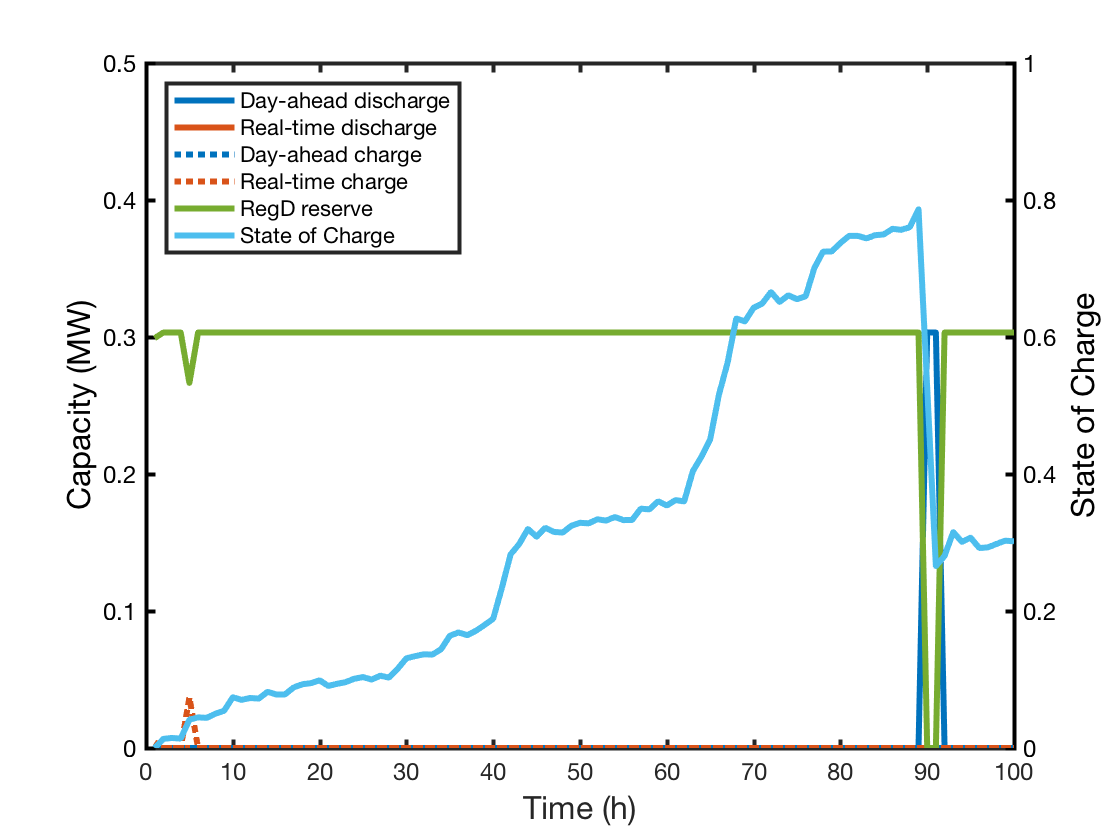 0.5
0.4
0.3
0.2
0.1
0
Capacity (MW)
Day-ahead discharge
Real-time discharge
Day-ahead charge
Real-time charge
RegD reserve
State of Charge
1
0.8
0.6
0.4
0.2
0
State of Charge
0 10 20 30 40 50 60 70 80 90 100
Time (h)